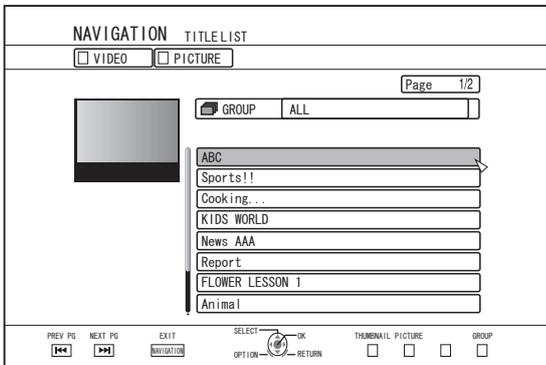 NAVIGATION TITLELIST
VIDEO PICTURE
Page 1/2
GROUP ALL
ABC
Sports!!
Cooking...
KIDS WORLD
News AAA
Report
FLOWER LESSON 1
Animal
PREV PG NEXT PG EXIT SELECT OK THUMBNAIL PICTURE GROUP
NAVIGATION OPTION RETURN